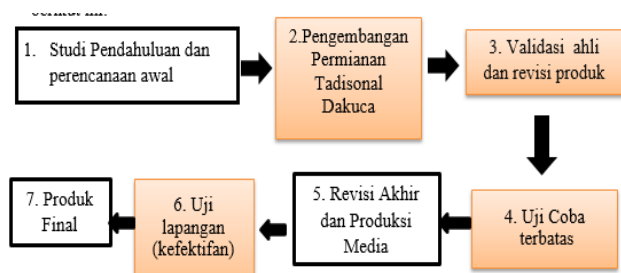 1. Studi Pendahuluan dan
perencanaan awal
2.Pengembangan
Permianan
Tadisonal
Dakuca
3. Validasi ahli
dan revisi produk
4. Uji Coba
terbatas
5. Revisi Akhir
dan Produksi
Media
6. Uji
lapangan
(kefektifan)
7. Produk
Final